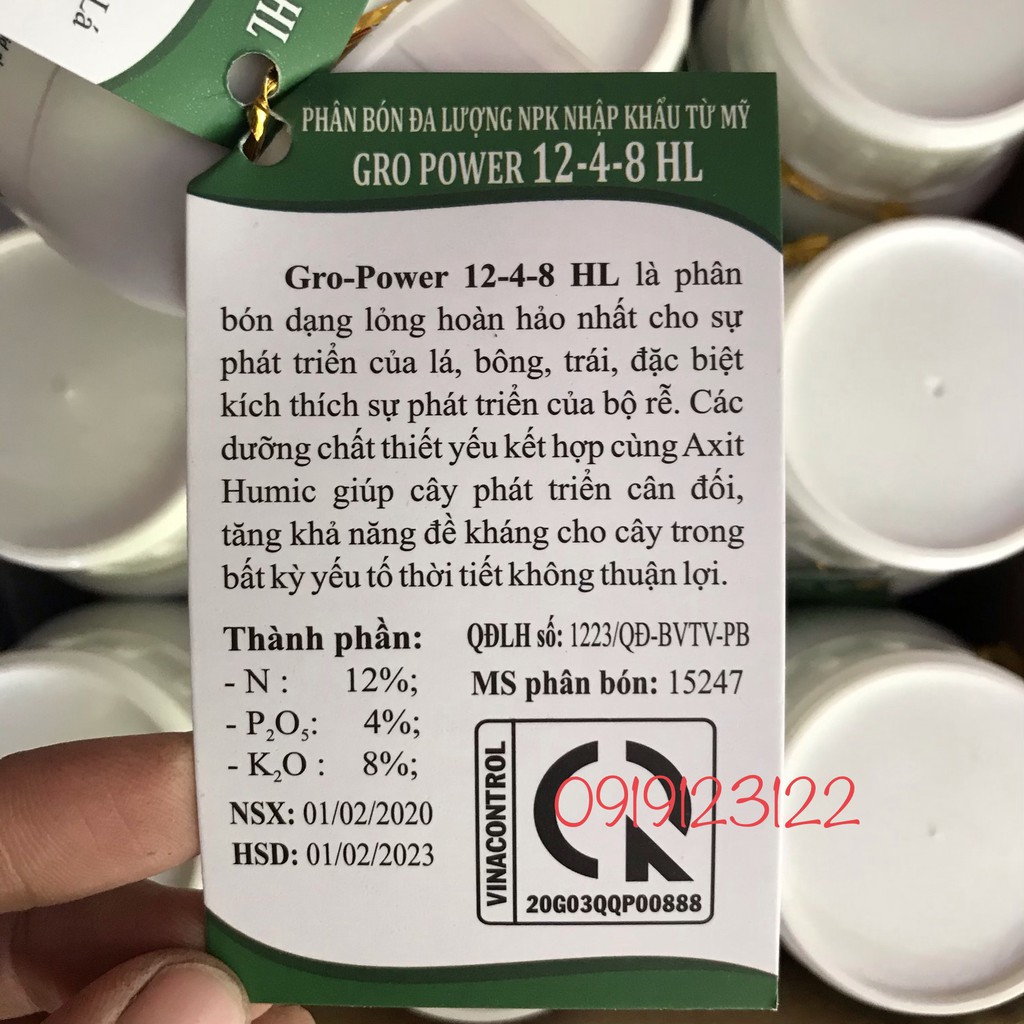 HL
Lá
PHÂN BÓN ĐA LƯỢNG NPK NHẬP KHẨU TỪ MỸ
GRO POWER 12-4-8 HL
Gro-Power 12-4-8 HL là phân
bón dạng lỏng hoàn hảo nhất cho sự
phát triển của lá, bông, trái, đặc biệt
kích thích sự phát triển của bộ rễ. Các
dưỡng chất thiết yếu kết hợp cùng Axit
Humic giúp cây phát triển cân đối,
tăng khả năng đề kháng cho cây trong
bất kỳ yếu tố thời tiết không thuận lợi.
Thành phần:
- N : 12%;
- P₂O₅: 4%;
- K₂O : 8%;
NSX: 01/02/2020
HSD: 01/02/2023
QĐLH số: 1223/QĐ-BVTV-PB
MS phân bón: 15247
VINACONTROL
CR
0919123122
20G03QQP00888